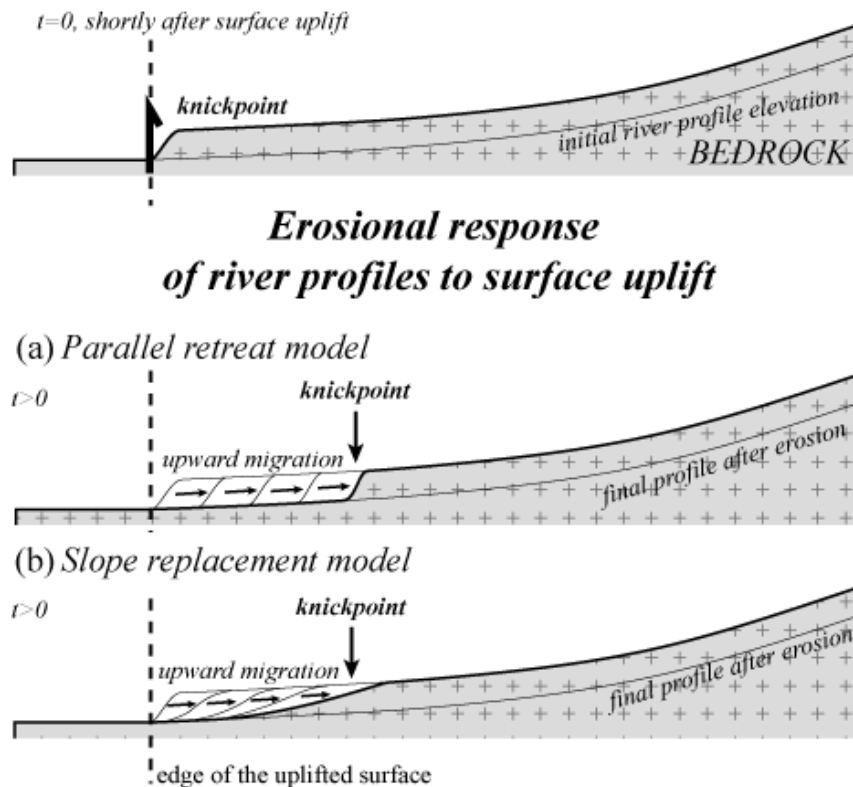 t=0, shortly after surface uplift
knickpoint
initial river profile elevation
BEDROCK
Erosional response
of river profiles to surface uplift
(a) Parallel retreat model
t>0
knickpoint
upward migration
final profile after erosion
(b) Slope replacement model
t>0
knickpoint
upward migration
final profile after erosion
edge of the uplifted surface